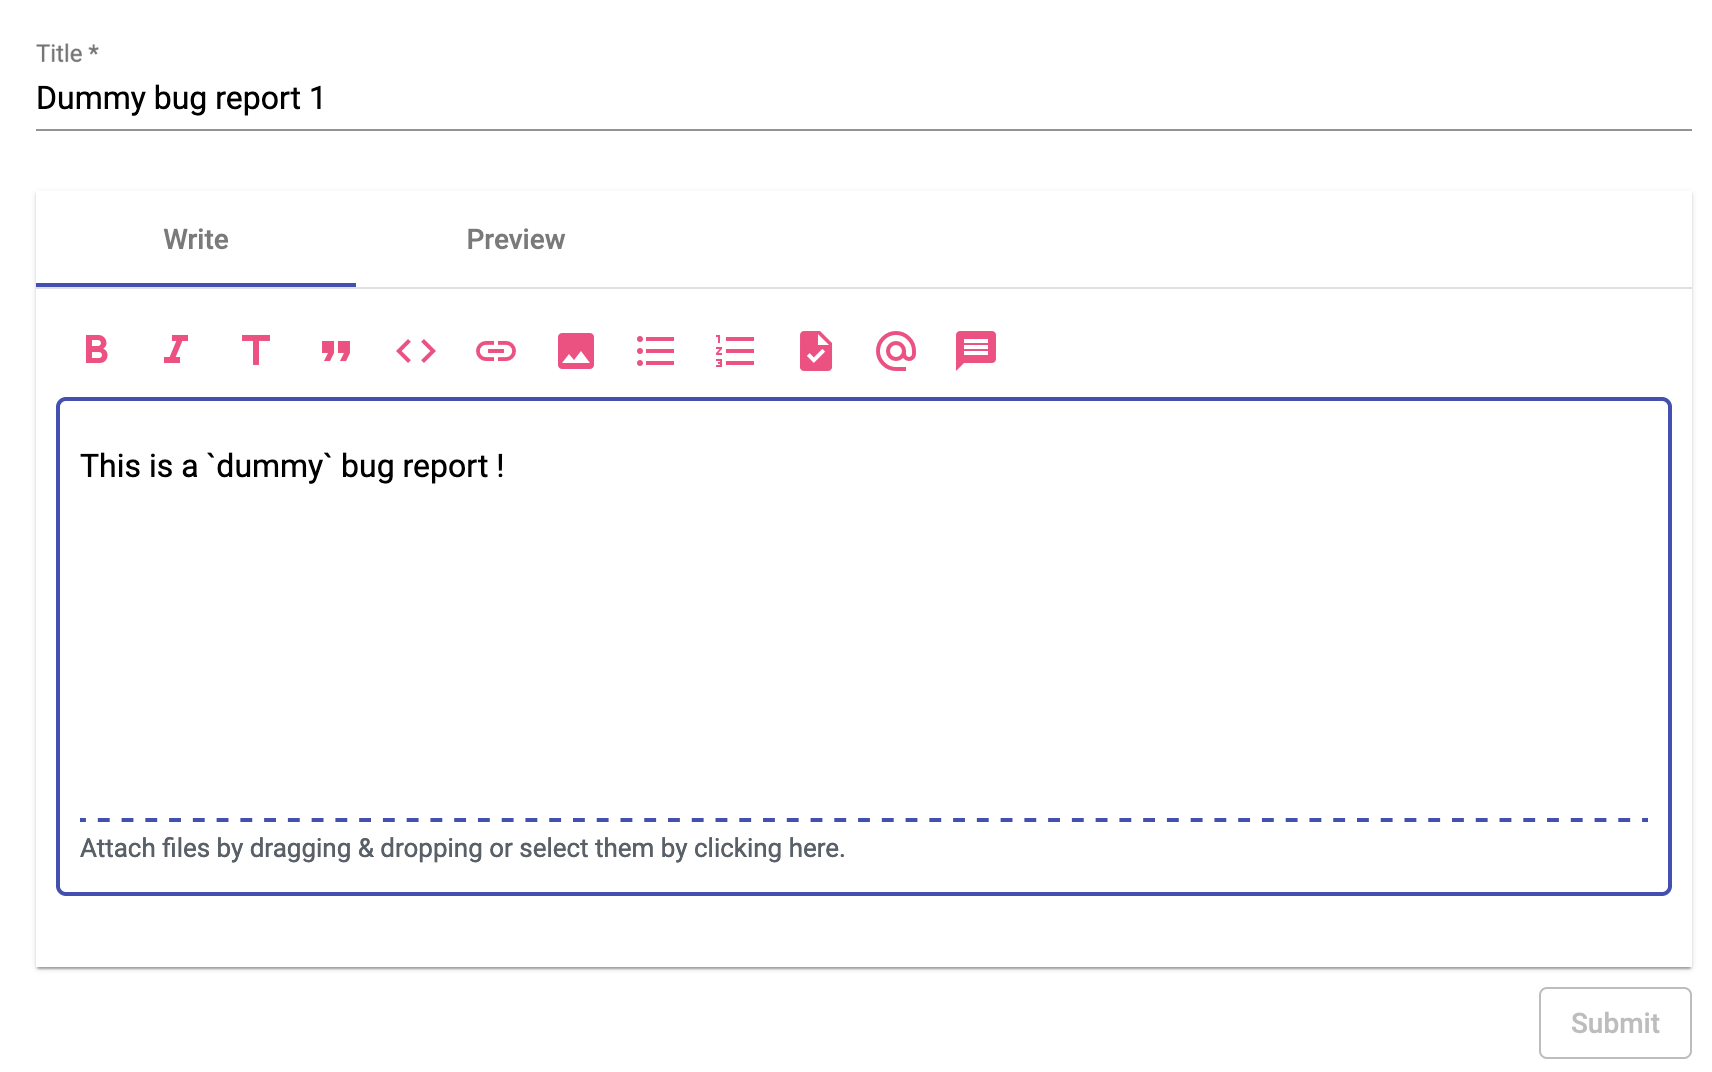 Title *
Dummy bug report 1
Write
Preview
This is a `dummy` bug report !
Attach files by dragging & dropping or select them by clicking here.
Submit